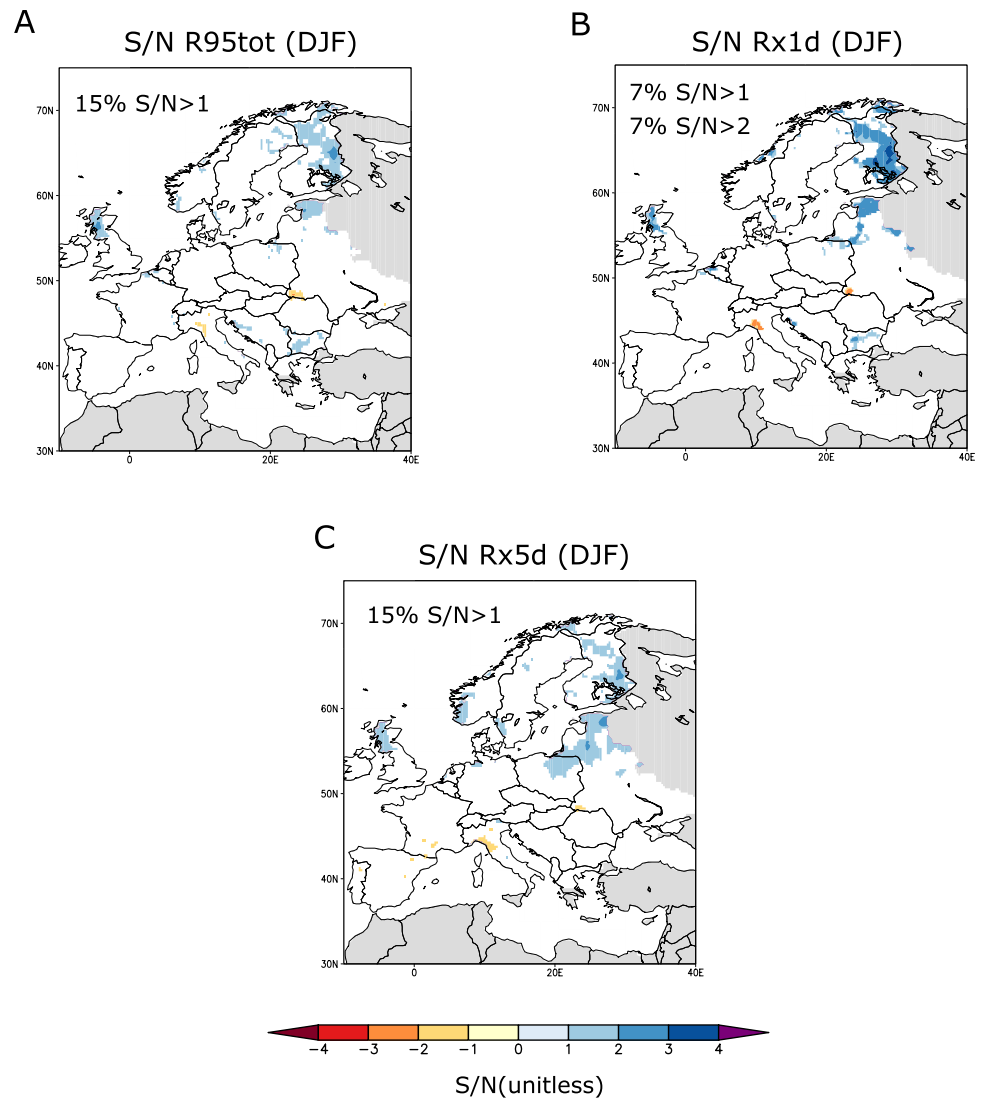 A
S/N R95tot (DJF)
15% S/N>1
70N
60N
50N
40N
30N
0
20E
40E
B
S/N Rx1d (DJF)
7% S/N>1
7% S/N>2
70N
60N
50N
40N
30N
0
20E
40E
C
S/N Rx5d (DJF)
15% S/N>1
70N
60N
50N
40N
30N
0
20E
40E
−4 −3 −2 −1 0 1 2 3 4
S/N(unitless)